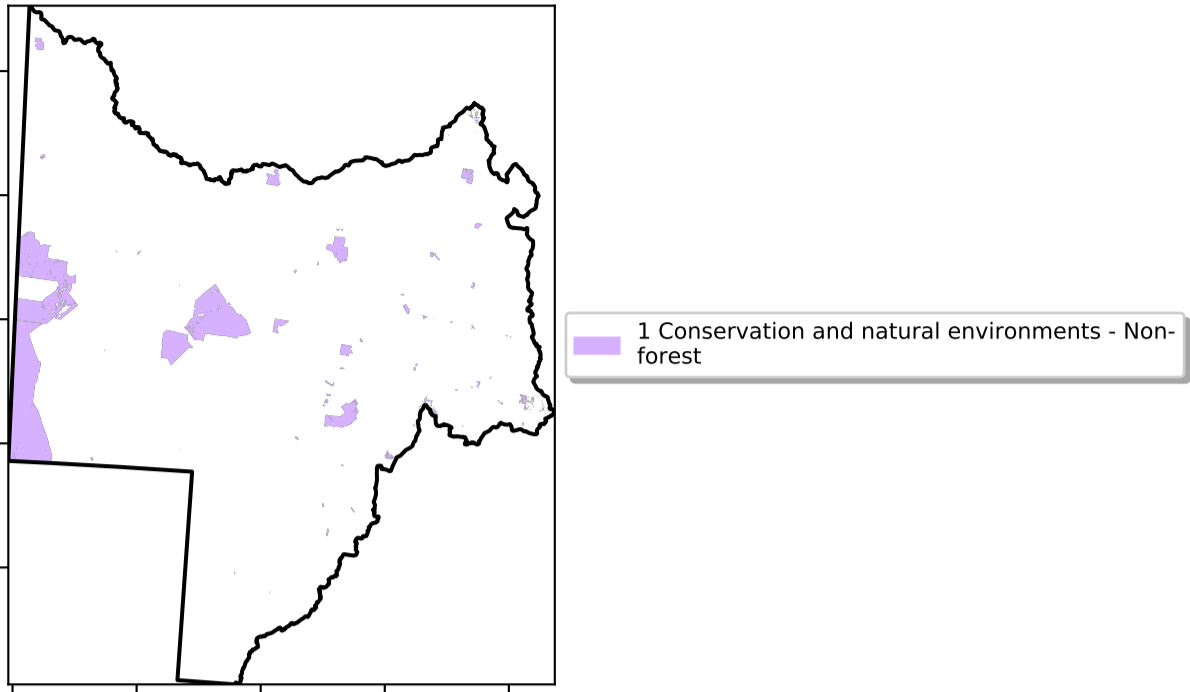 1 Conservation and natural environments - Non-
forest